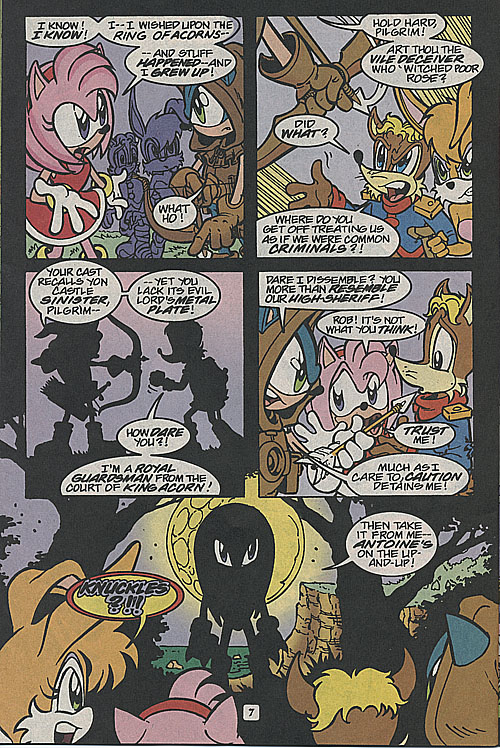 I KNOW!
I KNOW!
I--I WISHED UPON THE
RING OF ACORNS--
--AND STUFF
HAPPENED--AND
I GREW UP!
WHAT
HO!
HOLD HARD,
PILGRIM!
ART THOU THE
VILE DECEIVER
WHO 'WITCHED POOR
ROSE?
DID
WHAT?
WHERE DO YOU
GET OFF TREATING US
AS IF WE WERE COMMON
CRIMINALS?!
YOUR CAST
RECALLS YON
CASTLE
SINISTER,
PILGRIM--
--YET YOU
LACK ITS EVIL
LORD'S METAL
PLATE!
HOW DARE
YOU?!
I'M A ROYAL
GUARDSMAN FROM THE
COURT OF KING ACORN!
DARE I DISSEMBLE? YOU
MORE THAN RESEMBLE
OUR HIGH-SHERIFF!
ROB! IT'S NOT
WHAT YOU THINK!
TRUST
ME!
MUCH AS I
CARE TO, CAUTION
DETAINS ME!
THEN TAKE
IT FROM ME--
ANTOINE'S
ON THE UP-
AND-UP!
KNUCKLES
?!!
7